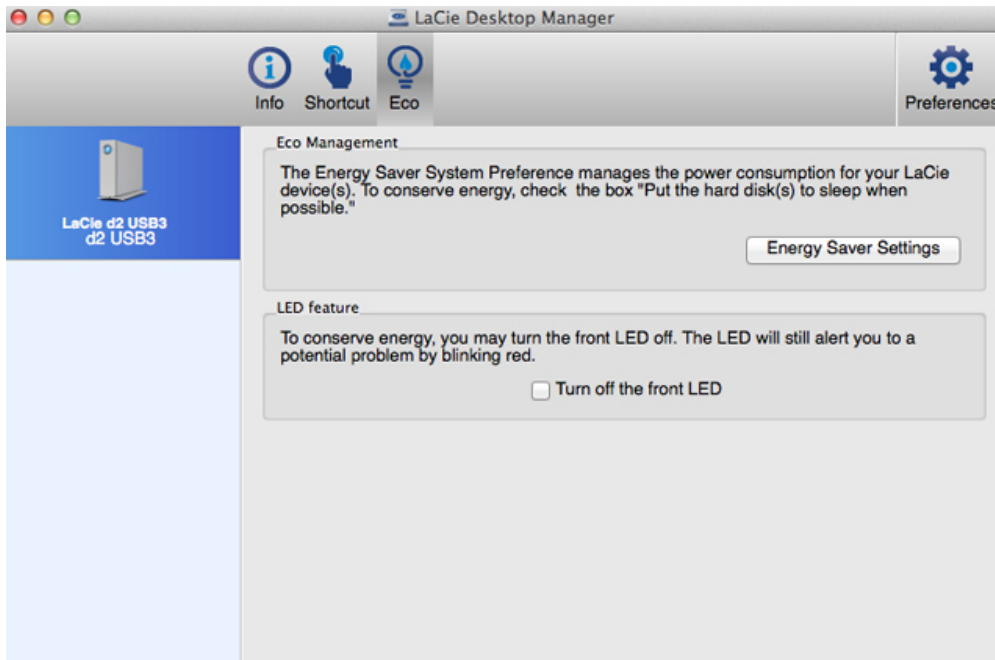 LaCie Desktop Manager
Info Shortcut Eco Preferences
LaCie d2 USB3
d2 USB3
Eco Management
The Energy Saver System Preference manages the power consumption for your LaCie
device(s). To conserve energy, check the box "Put the hard disk(s) to sleep when
possible."
Energy Saver Settings
LED feature
To conserve energy, you may turn the front LED off. The LED will still alert you to a
potential problem by blinking red.
Turn off the front LED